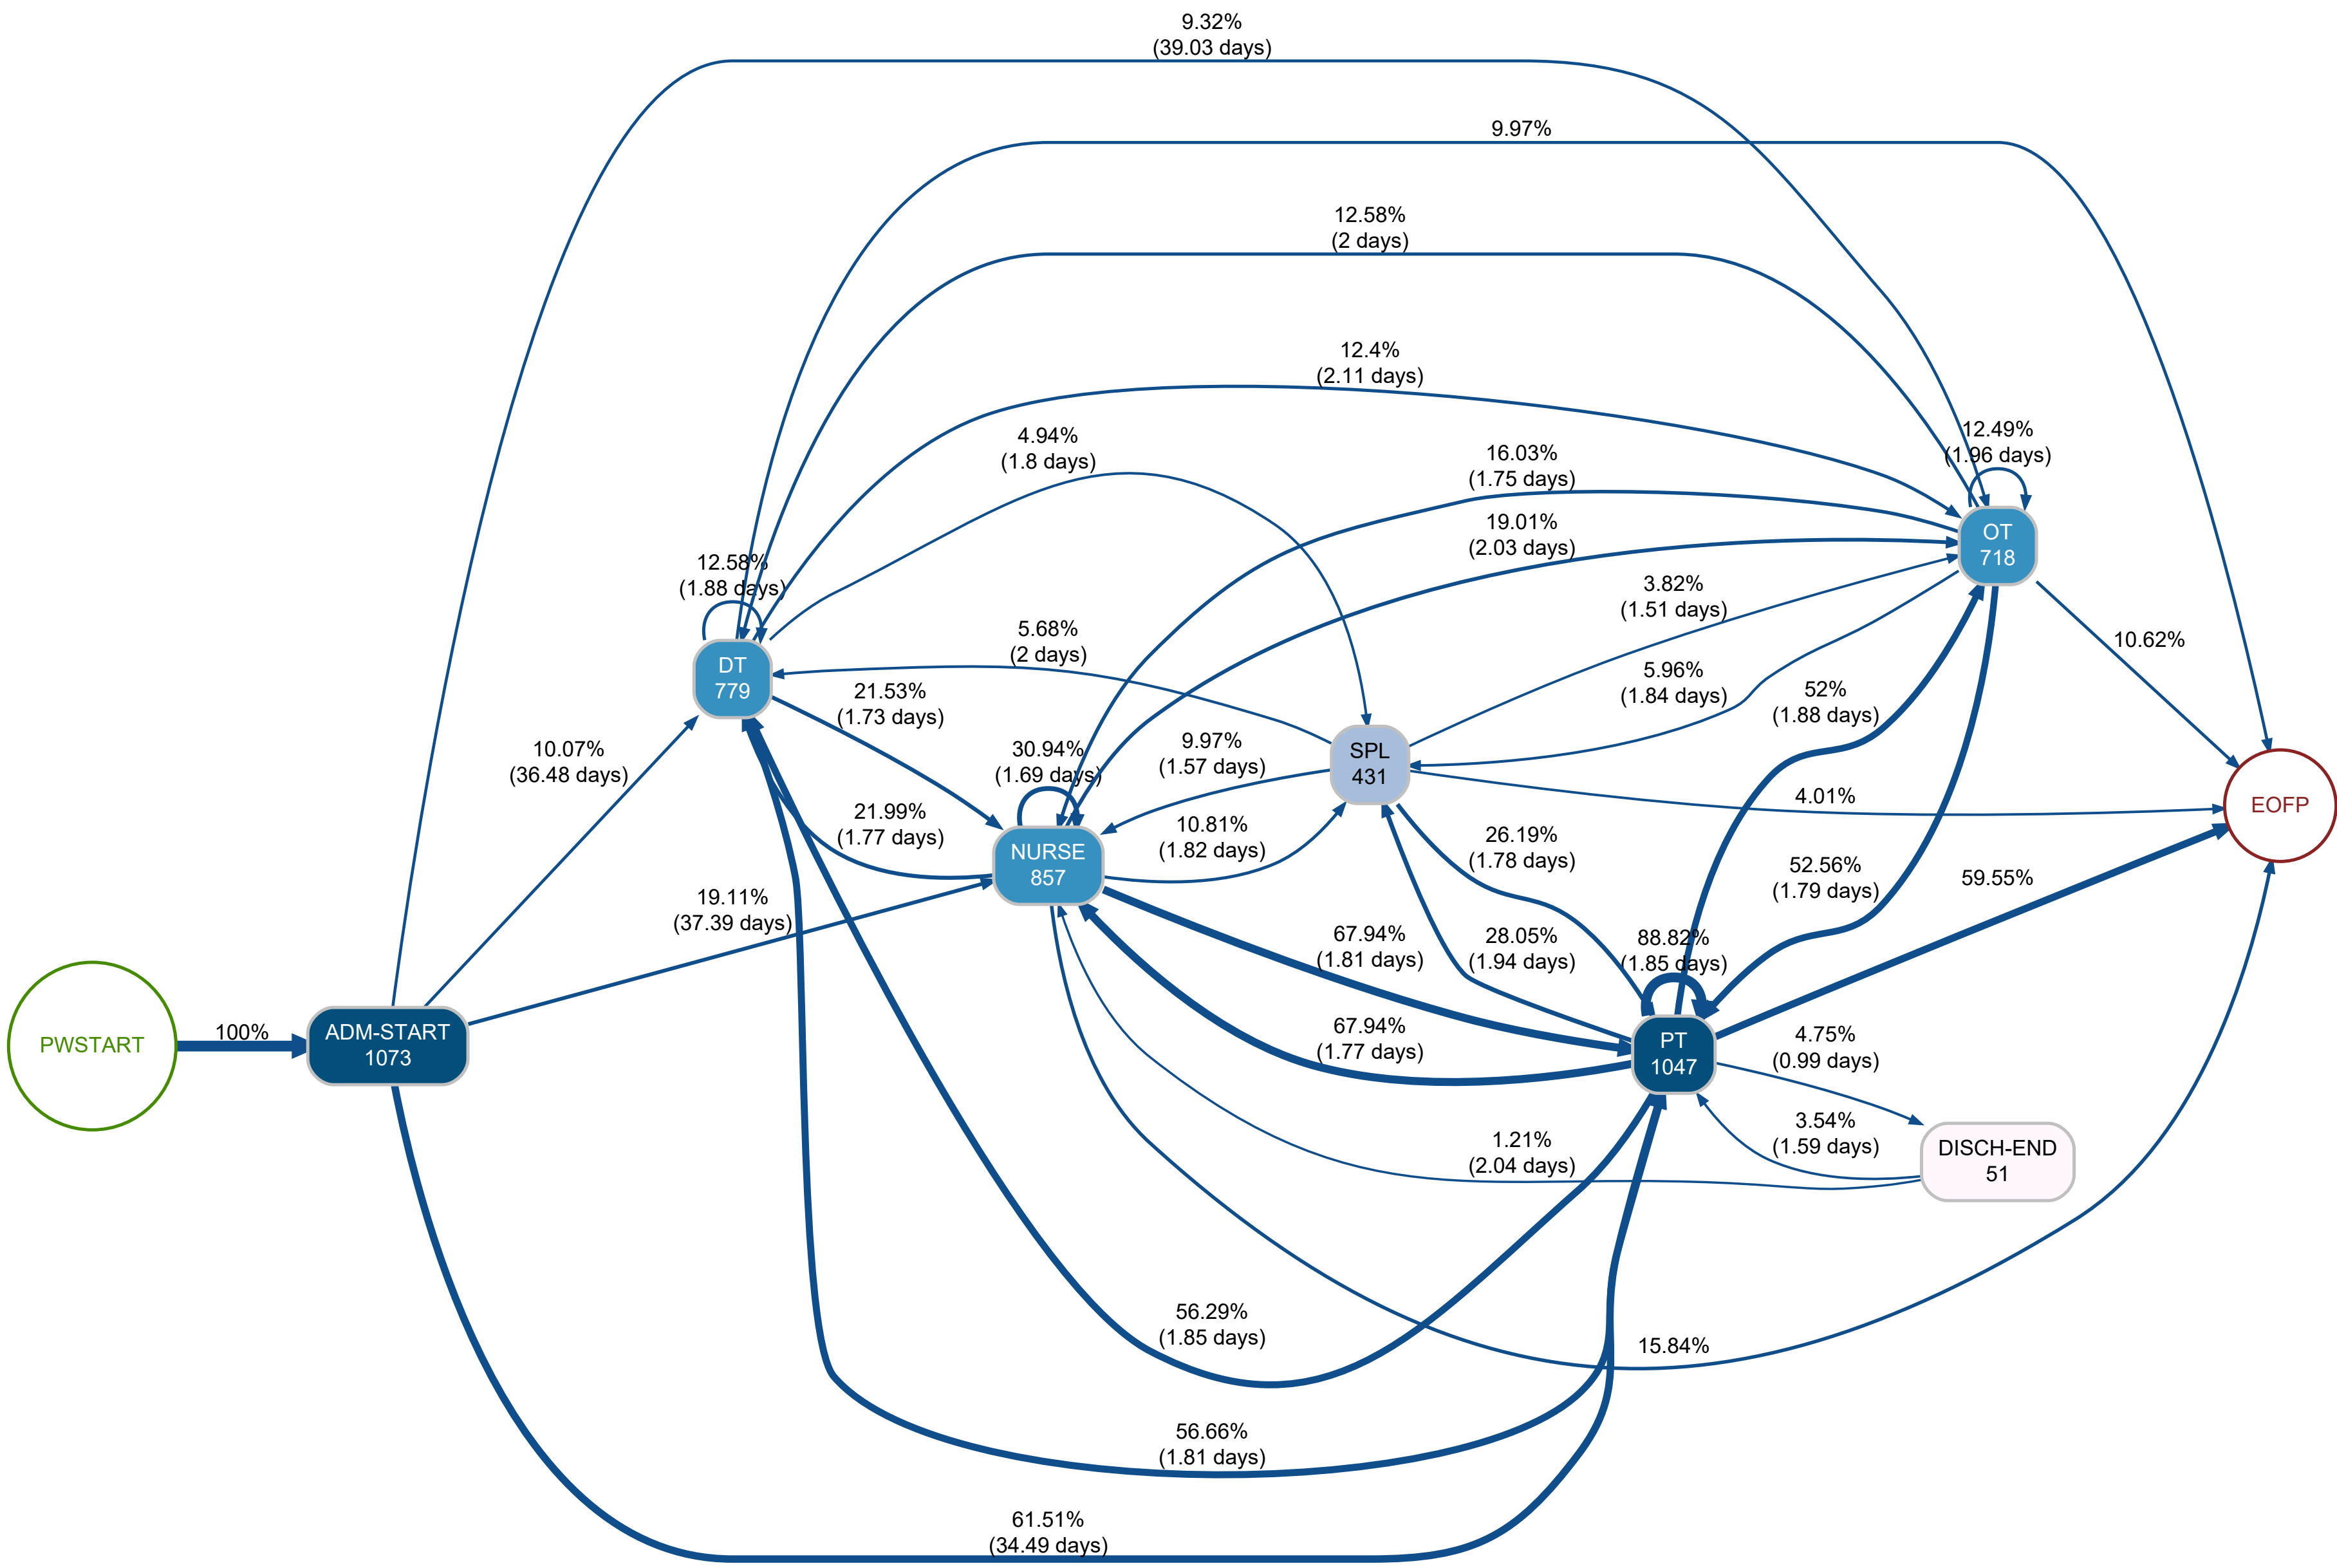 9.32%
(39.03 days)
9.97%
12.58%
(2 days)
12.4%
(2.11 days)
4.94%
(1.8 days)
16.03%
(1.75 days)
12.49%
(1.96 days)
19.01%
(2.03 days)
OT
718
12.58%
(1.88 days)
3.82%
(1.51 days)
5.68%
(2 days)
10.62%
DT
779
21.53%
(1.73 days)
5.96%
(1.84 days)
52%
(1.88 days)
10.07%
(36.48 days)
30.94%
(1.69 days)
9.97%
(1.57 days)
SPL
431
4.01%
EOFP
21.99%
(1.77 days)
NURSE
857
10.81%
(1.82 days)
26.19%
(1.78 days)
52.56%
(1.79 days)
59.55%
19.11%
(37.39 days)
67.94%
(1.81 days)
28.05%
(1.94 days)
88.82%
(1.85 days)
PWSTART
100%
ADM-START
1073
67.94%
(1.77 days)
PT
1047
4.75%
(0.99 days)
1.21%
(2.04 days)
3.54%
(1.59 days)
DISCH-END
51
56.29%
(1.85 days)
15.84%
56.66%
(1.81 days)
61.51%
(34.49 days)